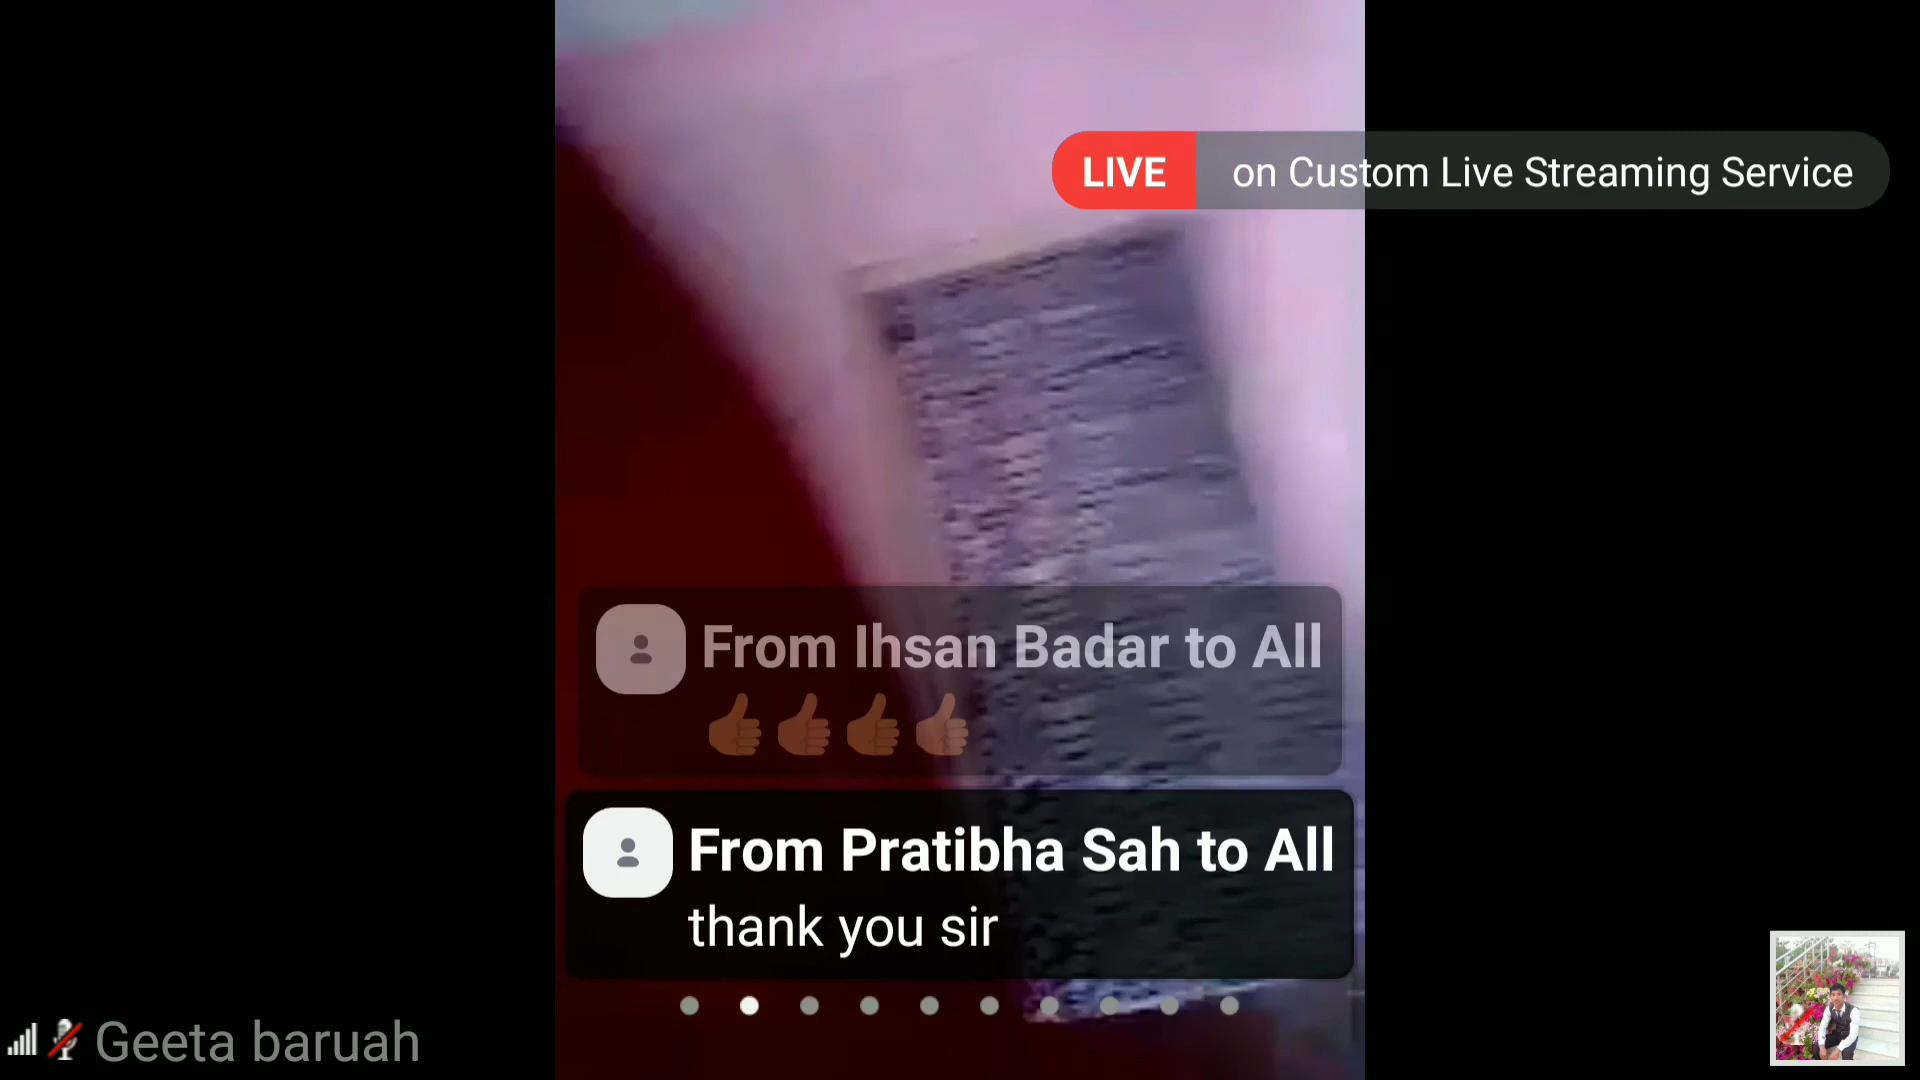 LIVE on Custom Live Streaming Service
From Ihsan Badar to All
👍🏾👍🏽👍🏾👍🏼
From Pratibha Sah to All
thank you sir
Geeta baruah